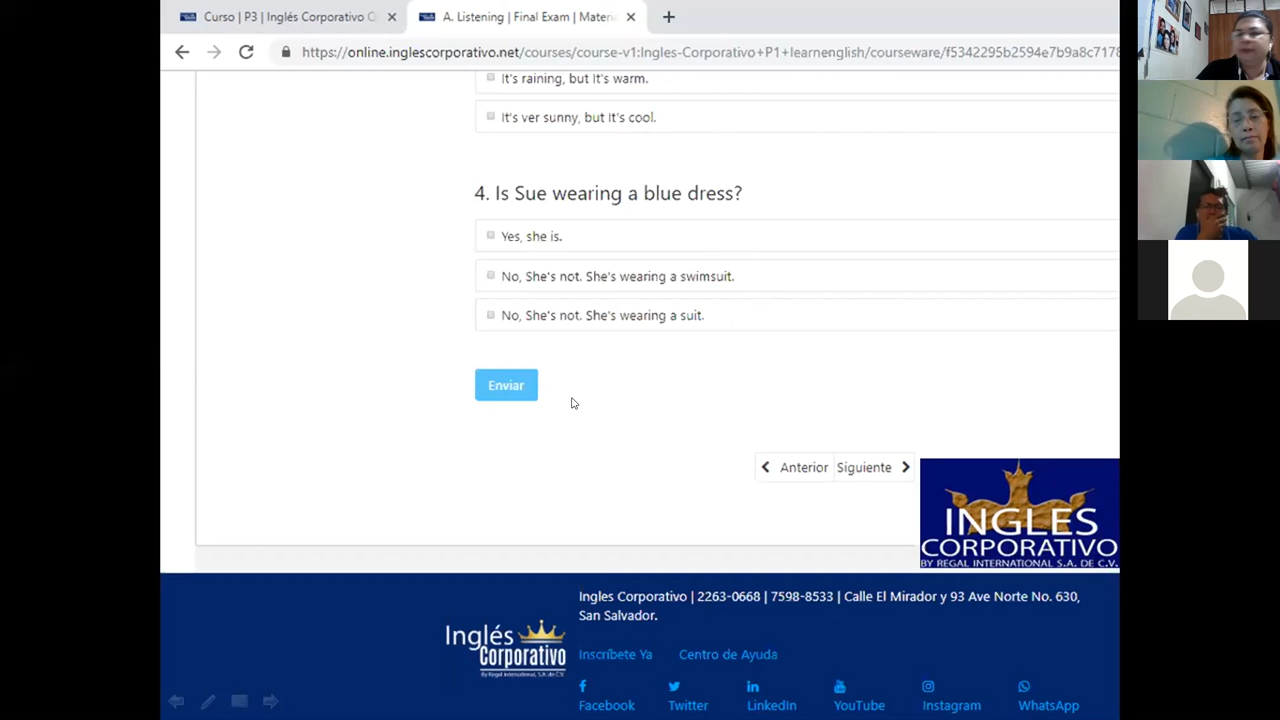 Curso | P3 | Inglés Corporativo O
A. Listening | Final Exam | Mater
https://online.inglescorporativo.net/courses/course-v1:Ingles-Corporativo+P1+learnenglish/courseware/f5342295b2594e7b9a8c7178
It's raining, but It's warm.
It's ver sunny, but It's cool.
4. Is Sue wearing a blue dress?
Yes, she is.
No, She's not. She's wearing a swimsuit.
No, She's not. She's wearing a suit.
Enviar
Anterior Siguiente
INGLES
CORPORATIVO
BY REGAL INTERNATIONAL S.A. DE C.V.
Ingles Corporativo | 2263-0668 | 7598-8533 | Calle El Mirador y 93 Ave Norte No. 630,
San Salvador.
Inglés
Corporativo
By Regal International, S.A. de C.V.
Inscríbete Ya Centro de Ayuda
Facebook Twitter LinkedIn YouTube Instagram WhatsApp